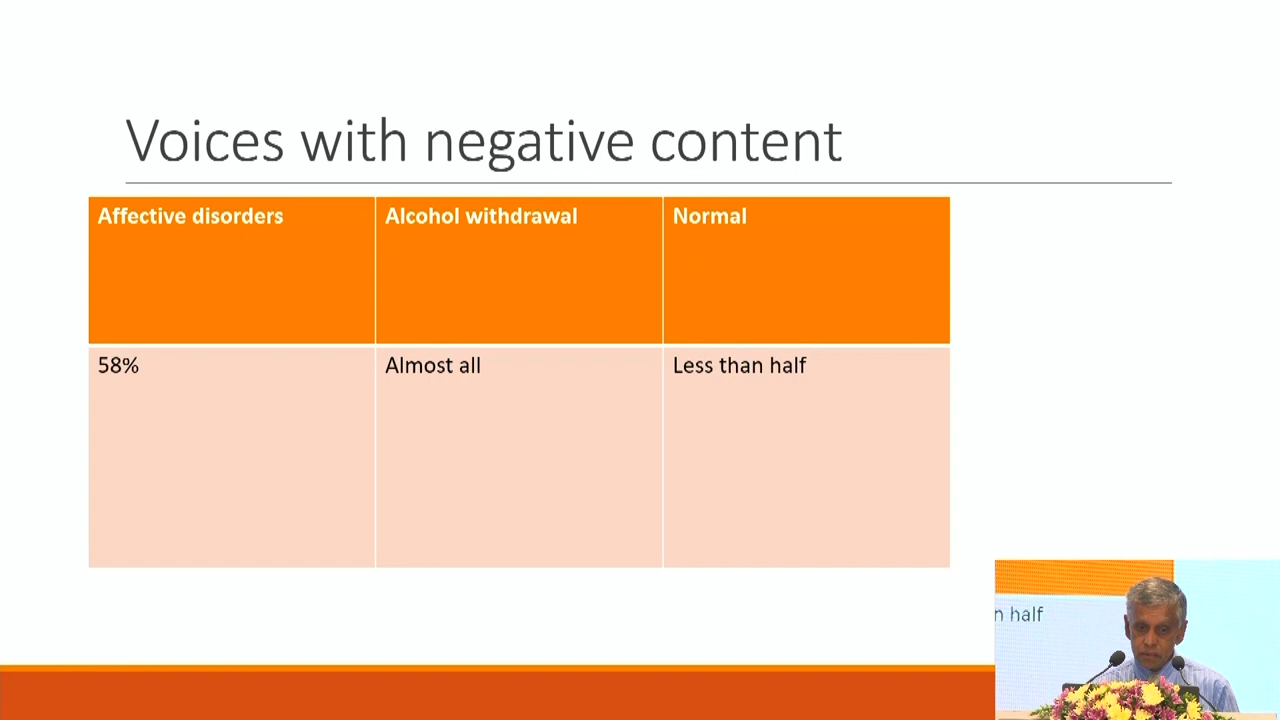 Voices with negative content
Affective disorders
Alcohol withdrawal
Normal
58%
Almost all
Less than half
n half